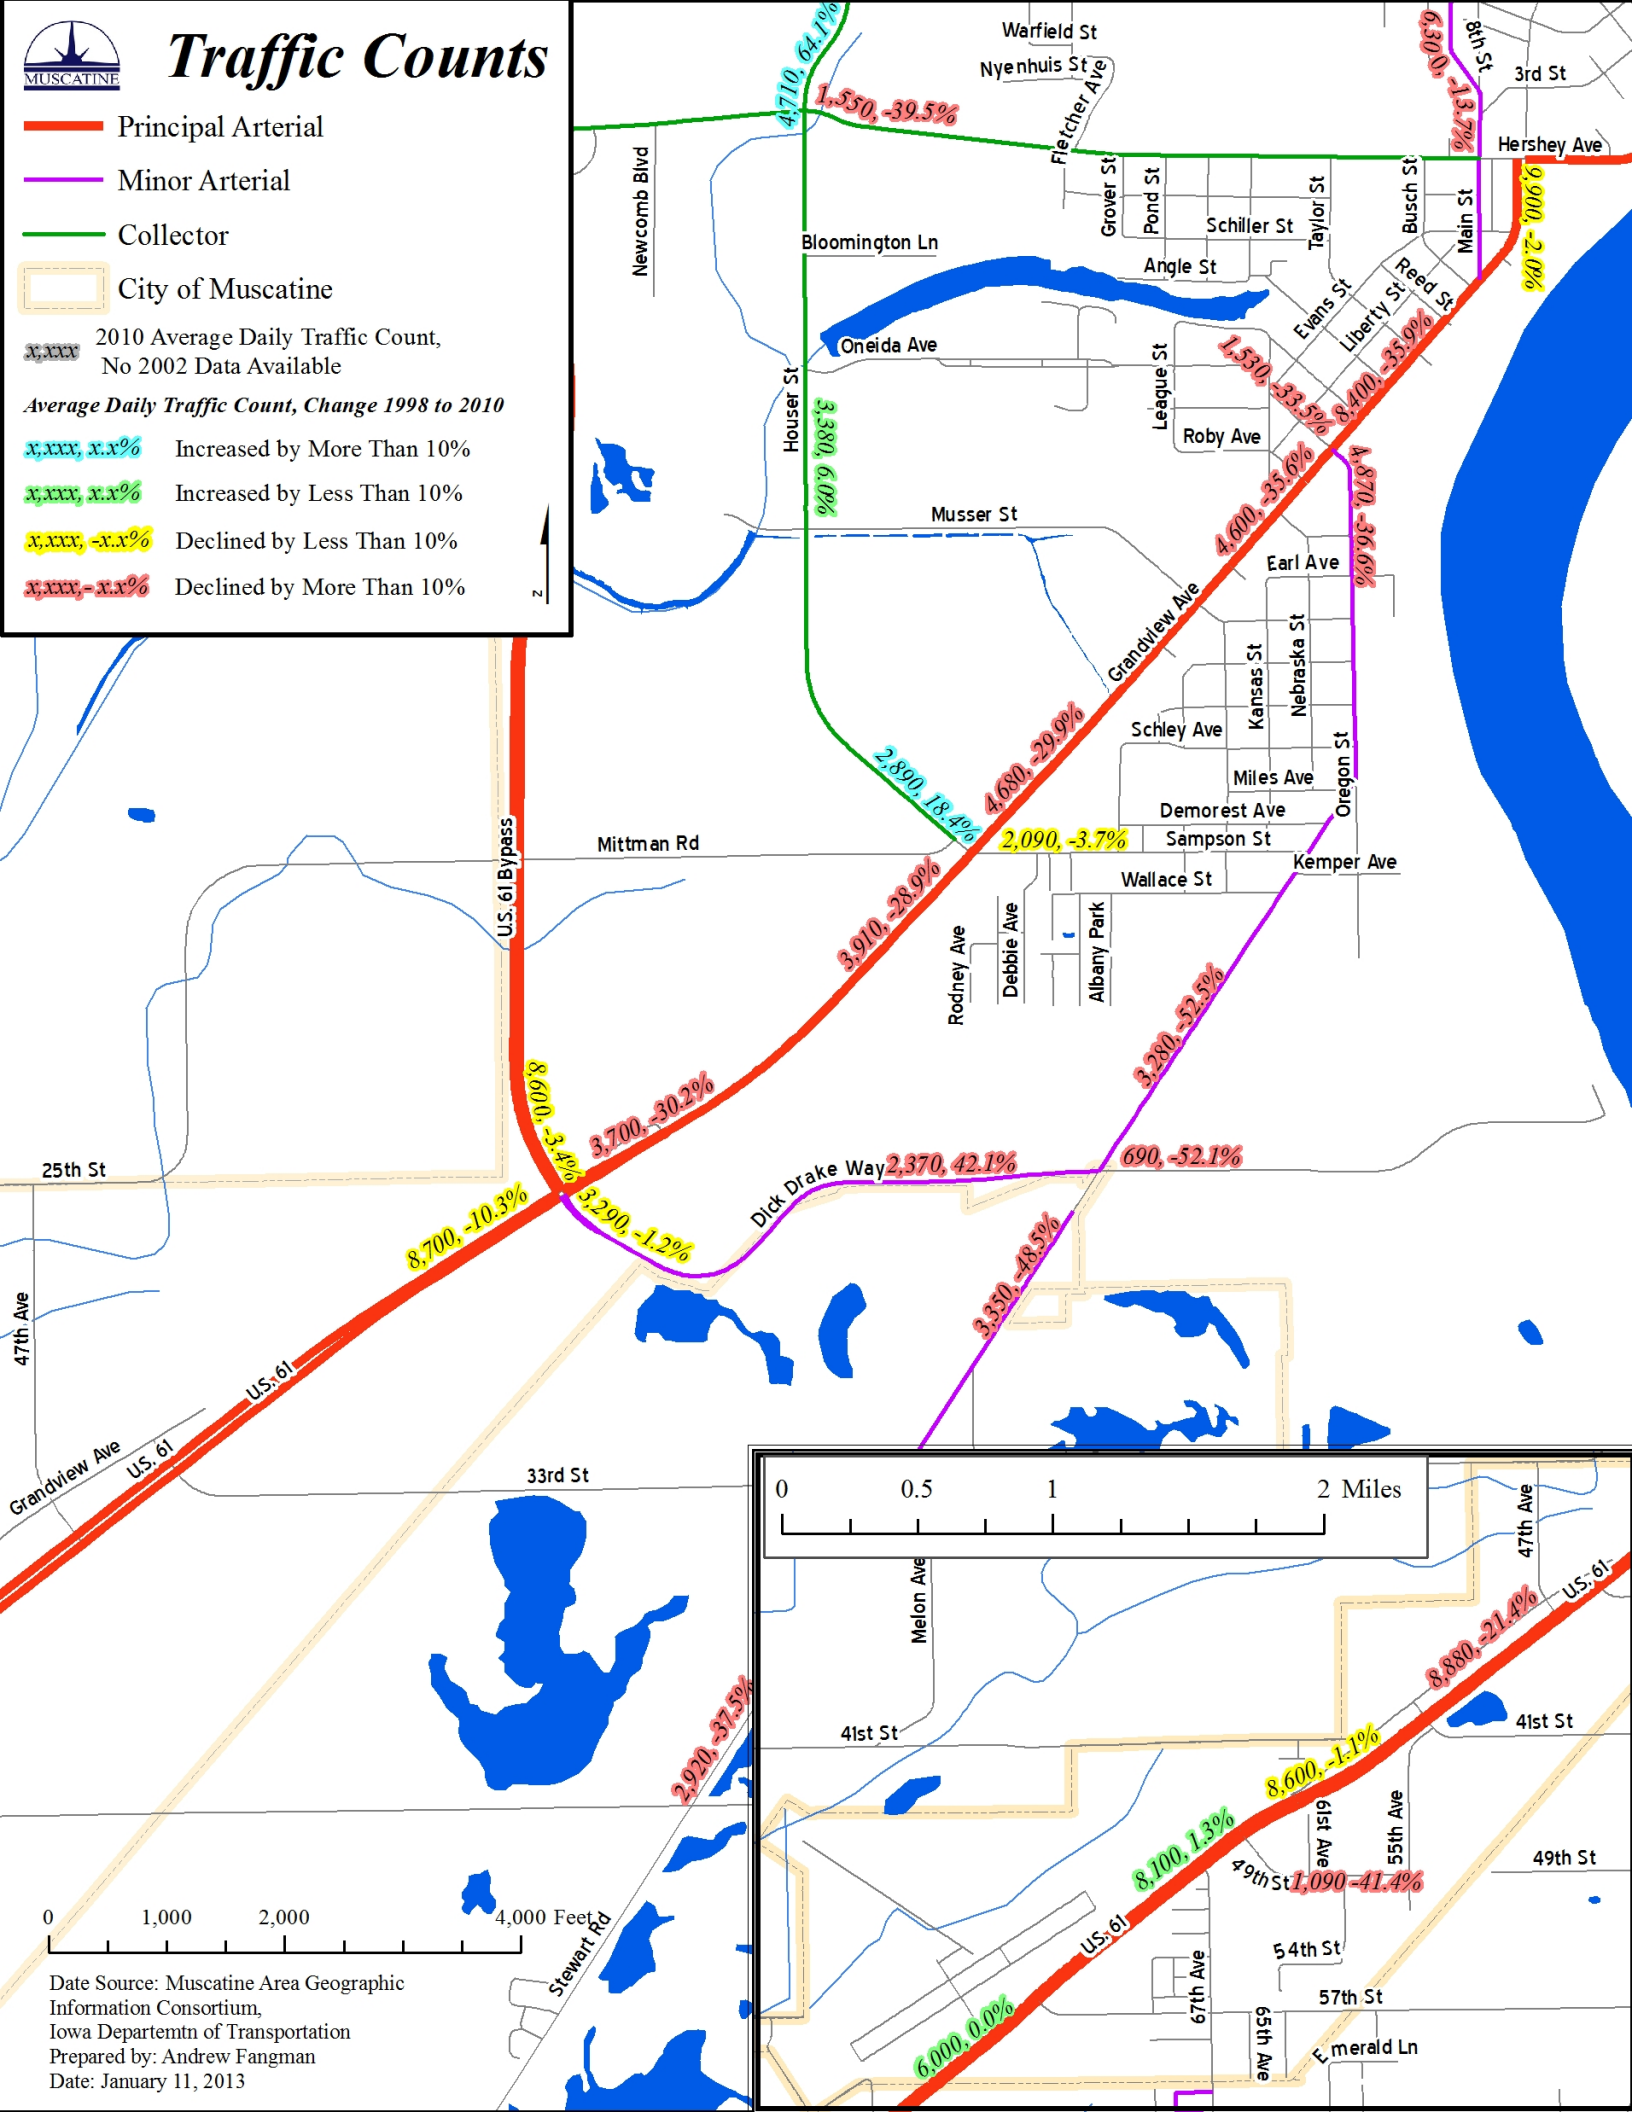 MUSCATINE
Traffic Counts
Principal Arterial
Minor Arterial
Collector
City of Muscatine
x,xxx
2010 Average Daily Traffic Count,
No 2002 Data Available
Average Daily Traffic Count, Change 1998 to 2010
x,xxx, x.x% Increased by More Than 10%
x,xxx, x.x% Increased by Less Than 10%
x,xxx, -x.x% Declined by Less Than 10%
x,xxx,- x.x% Declined by More Than 10%
z
4,710, 64.1%
1,550, -39.5%
Warfield St
Nyenhuis St
Fletcher Ave
6,300, -13.7%
8th St
3rd St
Hershey Ave
9,900, -2.0%
Newcomb Blvd
Grover St
Pond St
Schiller St
Taylor St
Busch St
Main St
Bloomington Ln
Angle St
Reed St
Liberty St
Evans St
Oneida Ave
Houser St
3,380, 6.0%
League St
Roby Ave
1,530, -33.5%
8,400, -35.9%
4,600, -35.6%
4,870, -36.6%
Musser St
Earl Ave
Grandview Ave
Kansas St
Nebraska St
Schley Ave
Miles Ave
Oregon St
Demorest Ave
Sampson St
Kemper Ave
Wallace St
2,890, 18.4%
4,680, -29.9%
2,090, -3.7%
Mittman Rd
U.S. 61 Bypass
3,910, -28.9%
Rodney Ave
Debbie Ave
Albany Park
3,280, -52.5%
8,600, -3.4%
3,700, -30.2%
25th St
8,700, -10.3%
3,290, -1.2%
Dick Drake Way
2,370, 42.1%
690, -52.1%
3,350, -48.5%
47th Ave
U.S. 61
Grandview Ave
U.S. 61
33rd St
2,920, -37.5%
Stewart Rd
0 1,000 2,000 4,000 Feet
Date Source: Muscatine Area Geographic
Information Consortium,
Iowa Departemtn of Transportation
Prepared by: Andrew Fangman
Date: January 11, 2013
0 0.5 1 2 Miles
Melon Ave
47th Ave
U.S. 61
8,880, -21.4%
41st St
41st St
8,600, -1.1%
8,100, 1.3%
61st Ave
55th Ave
49th St
1,090 -41.4%
49th St
U.S. 61
54th St
67th Ave
57th St
65th Ave
Emerald Ln
6,000, 0.0%